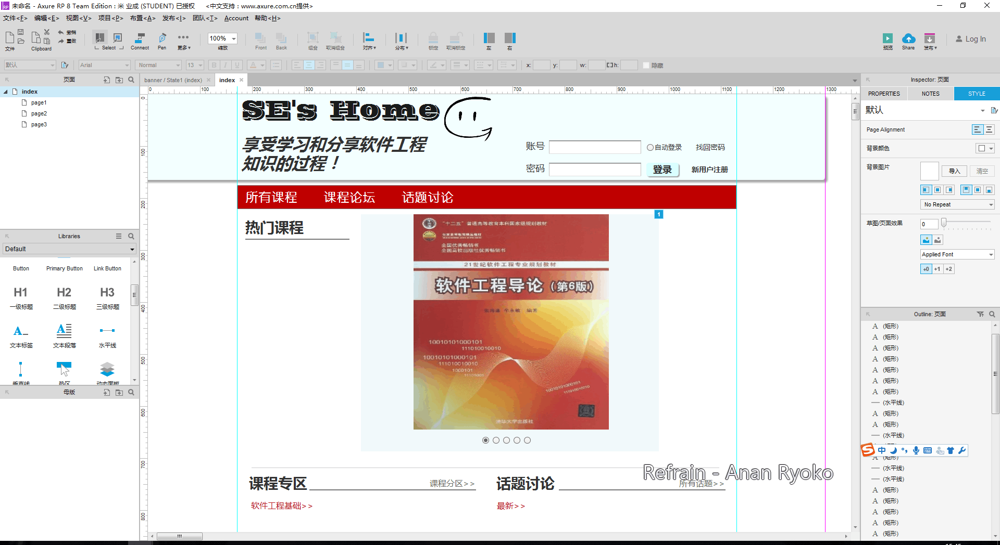 未命名 - Axure RP 8 Team Edition : 米 业成 (STUDENT) 已授权 <中文支持 : www.axure.com.cn提供>
文件<F> 编辑<E> 视图<V> 项目<P> 布置<A> 发布<I> 团队<T> Account 帮助<H>
撤销
重做
文件 Clipboard Select Connect Pen 更多 100% 缩放 Front Back 组合 取消组合 对齐 分布 锁定 取消锁定 左 右 预览 Share 发布 Log In
默认 Arial Normal 13 B I U A x: y: w: h: 隐藏
页面
index
page1
page2
page3
Libraries
Default
Button Primary Button Link Button
H1 H2 H3
一级标题 二级标题 三级标题
文本标签 文本段落 水平线
垂直线 热区 动态面板
母版
banner / State1 (index) index
0 100 200 300 400 500 600 700 800 900 1000 1100 1200 1300
0
100
200
300
400
500
600
700
800
SE's Home
享受学习和分享软件工程
知识的过程！
账号 自动登录 找回密码
密码 登录 新用户注册
所有课程 课程论坛 话题讨论
热门课程
1
“十二五”普通高等教育本科国家级规划教材
北京高等教育精品教材
全国优秀畅销书
全国高校出版社优秀畅销书
21世纪软件工程专业规划教材
软件工程导论（第6版）
张海藩 牟永敏 编著
10010101000101
111010010010
10010101000101
111010010010
1000101
11101001
10010101000101
111010010010
清华大学出版社
课程专区 课程分区>>
软件工程基础>>
话题讨论 所有话题>>
最新>>
Refrain - Anan Ryoko
Inspector: 页面
PROPERTIES NOTES STYLE
默认
Page Alignment
背景颜色
背景图片 导入 清空
No Repeat
草图/页面效果 0
Applied Font
+0 +1 +2
Outline: 页面
A (矩形)
A (矩形)
A (矩形)
A (矩形)
A (矩形)
A (矩形)
A (矩形)
(水平线)
A (矩形)
A (矩形)
(水平线)
中
A (矩形)
(水平线)
(水平线)
A (矩形)
A (矩形)
A (矩形)
A (矩形)
A (矩形)